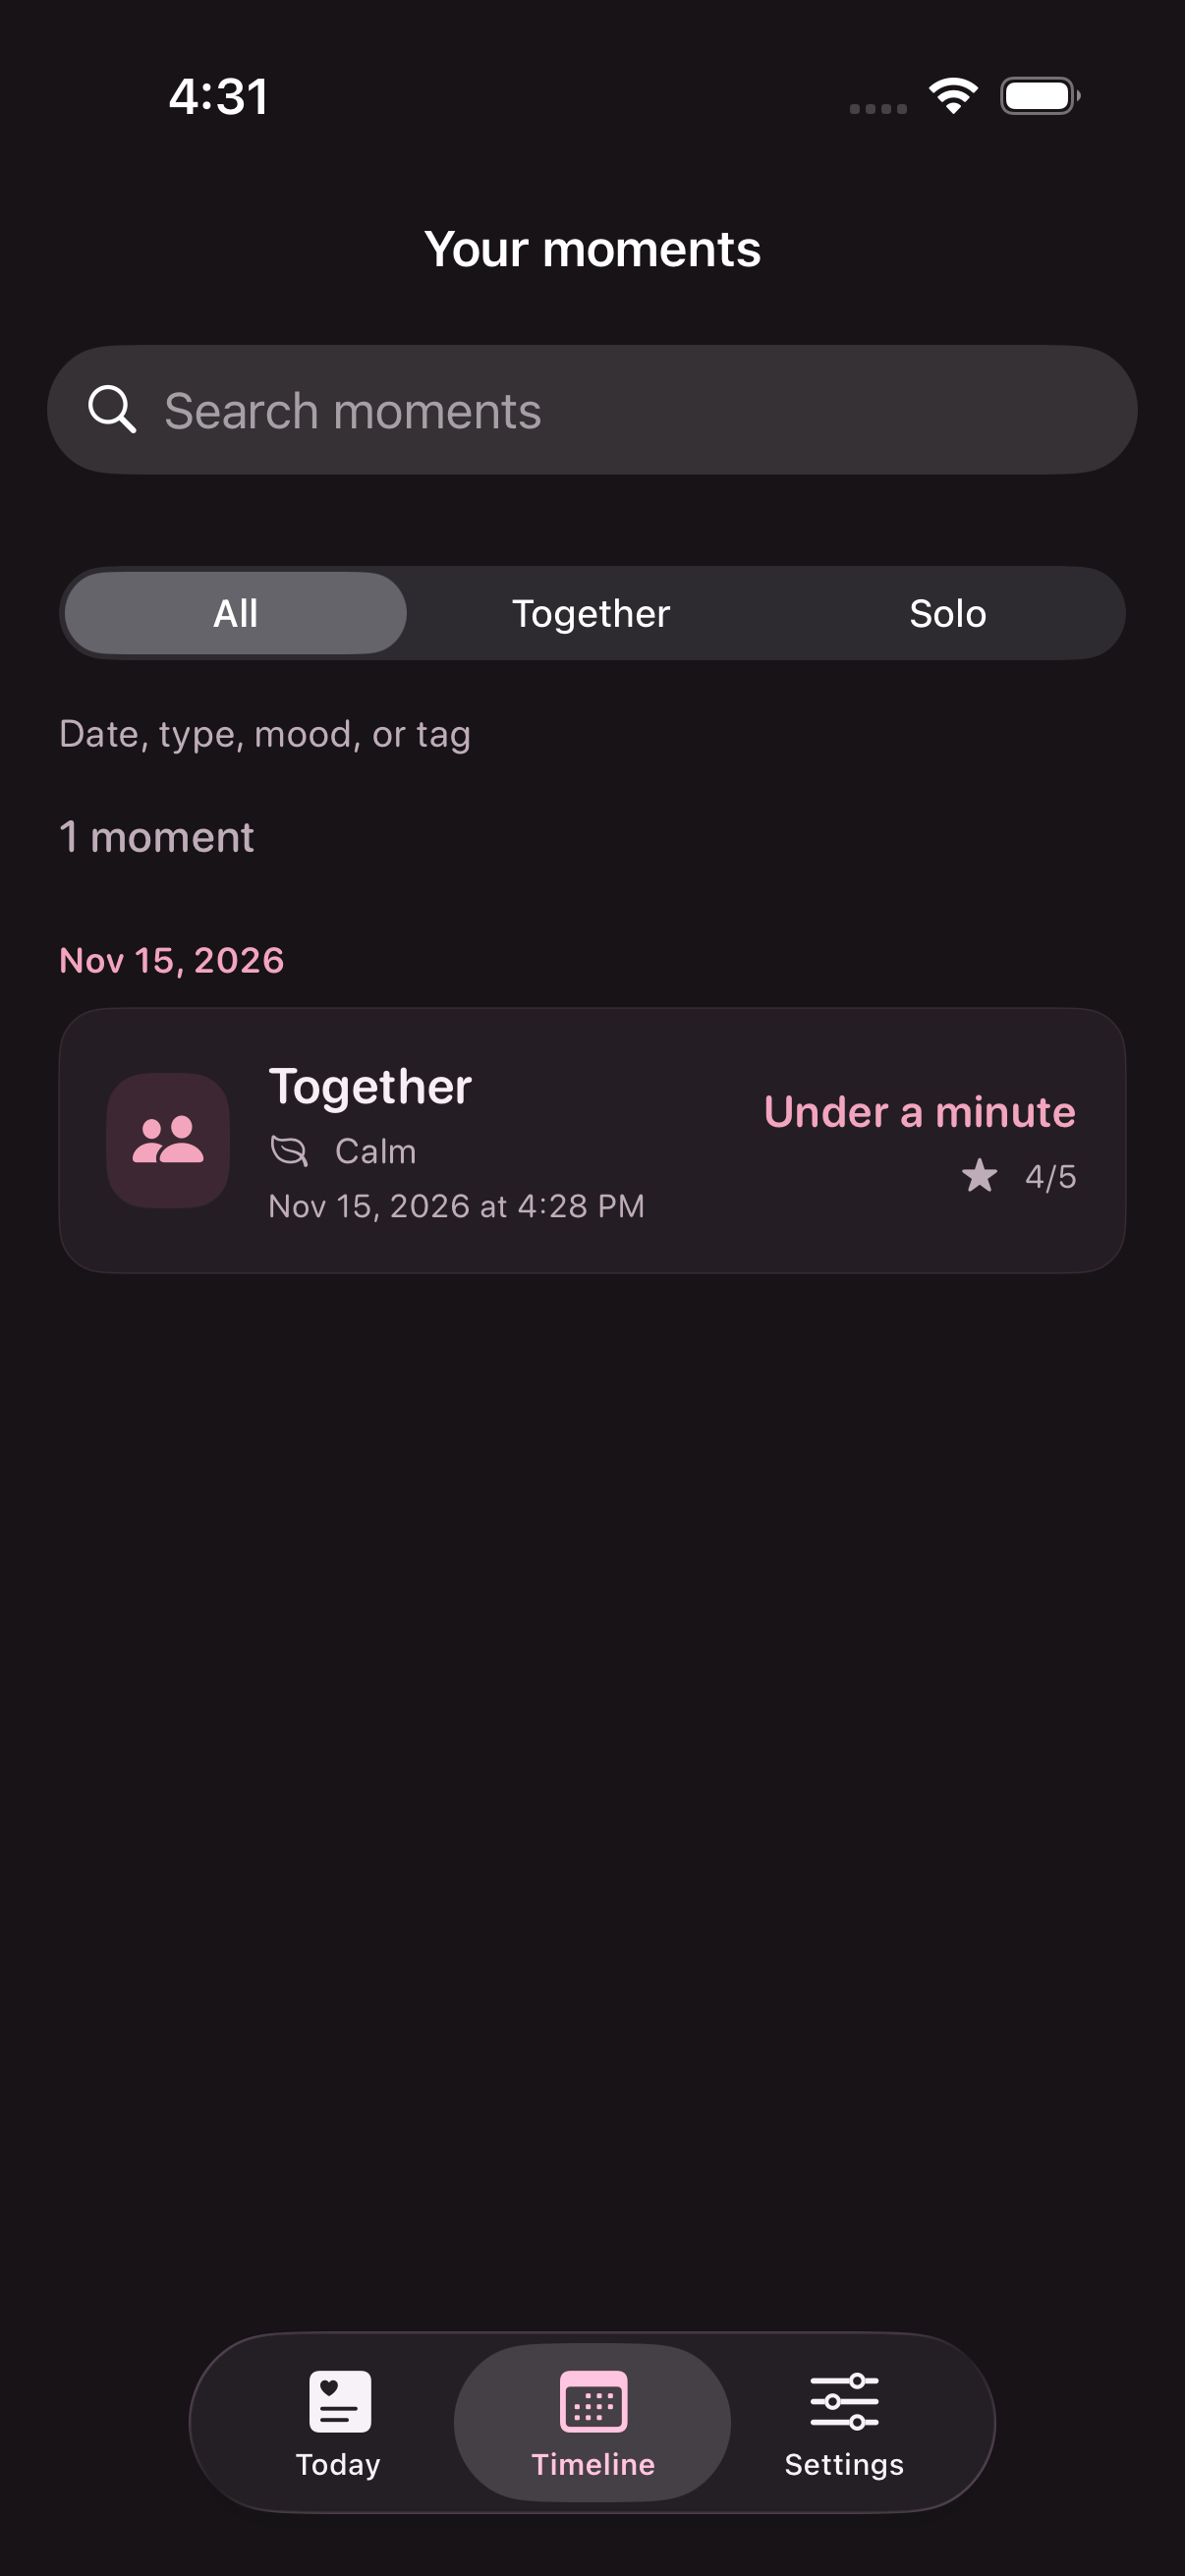 4:31
Your moments
Search moments
All Together Solo
Date, type, mood, or tag
1 moment
Nov 15, 2026
Together
Under a minute
Calm
4/5
Nov 15, 2026 at 4:28 PM
Today Timeline Settings